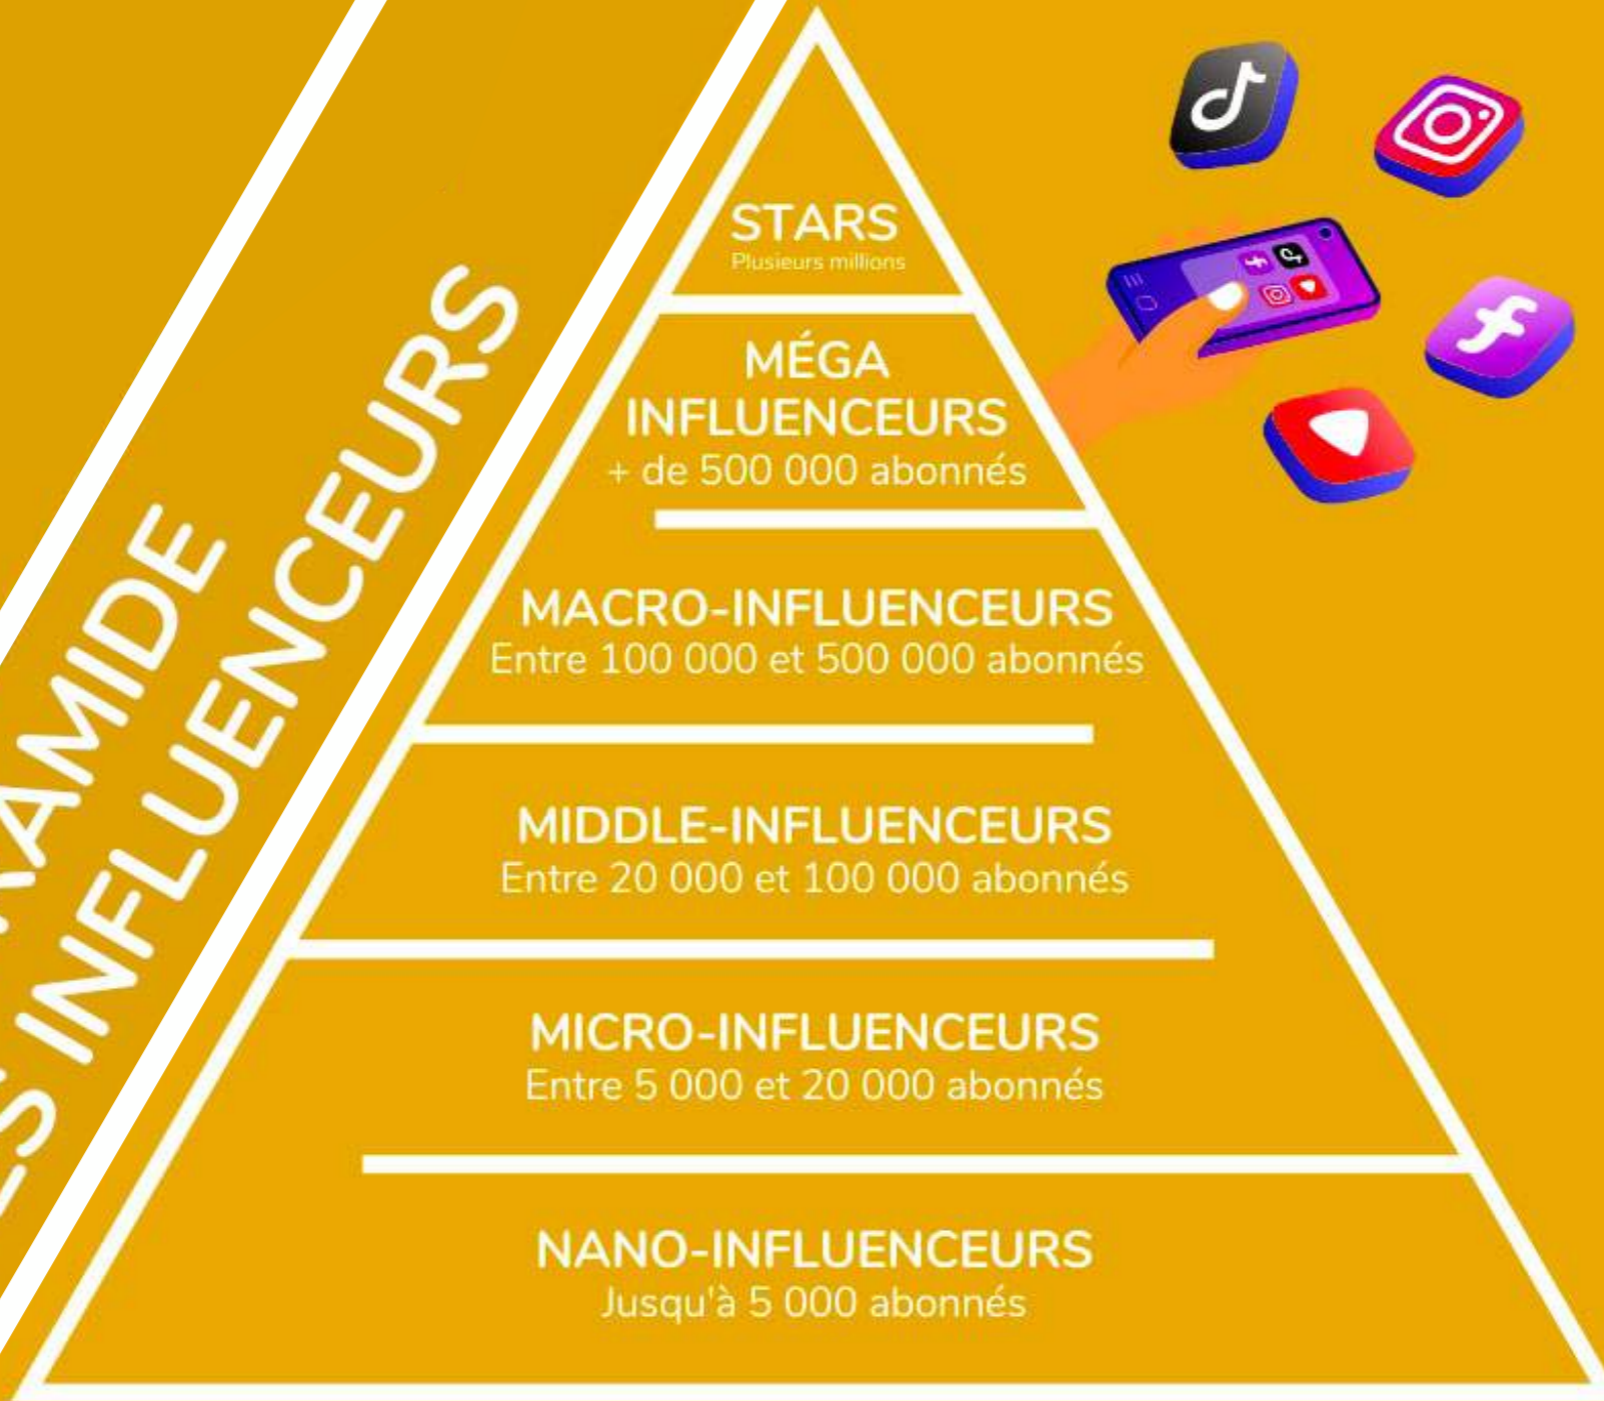 RAMIDE
ES INFLUENCEURS
STARS
Plusieurs millions
MÉGA
INFLUENCEURS
+ de 500 000 abonnés
MACRO-INFLUENCEURS
Entre 100 000 et 500 000 abonnés
MIDDLE-INFLUENCEURS
Entre 20 000 et 100 000 abonnés
MICRO-INFLUENCEURS
Entre 5 000 et 20 000 abonnés
NANO-INFLUENCEURS
Jusqu'à 5 000 abonnés